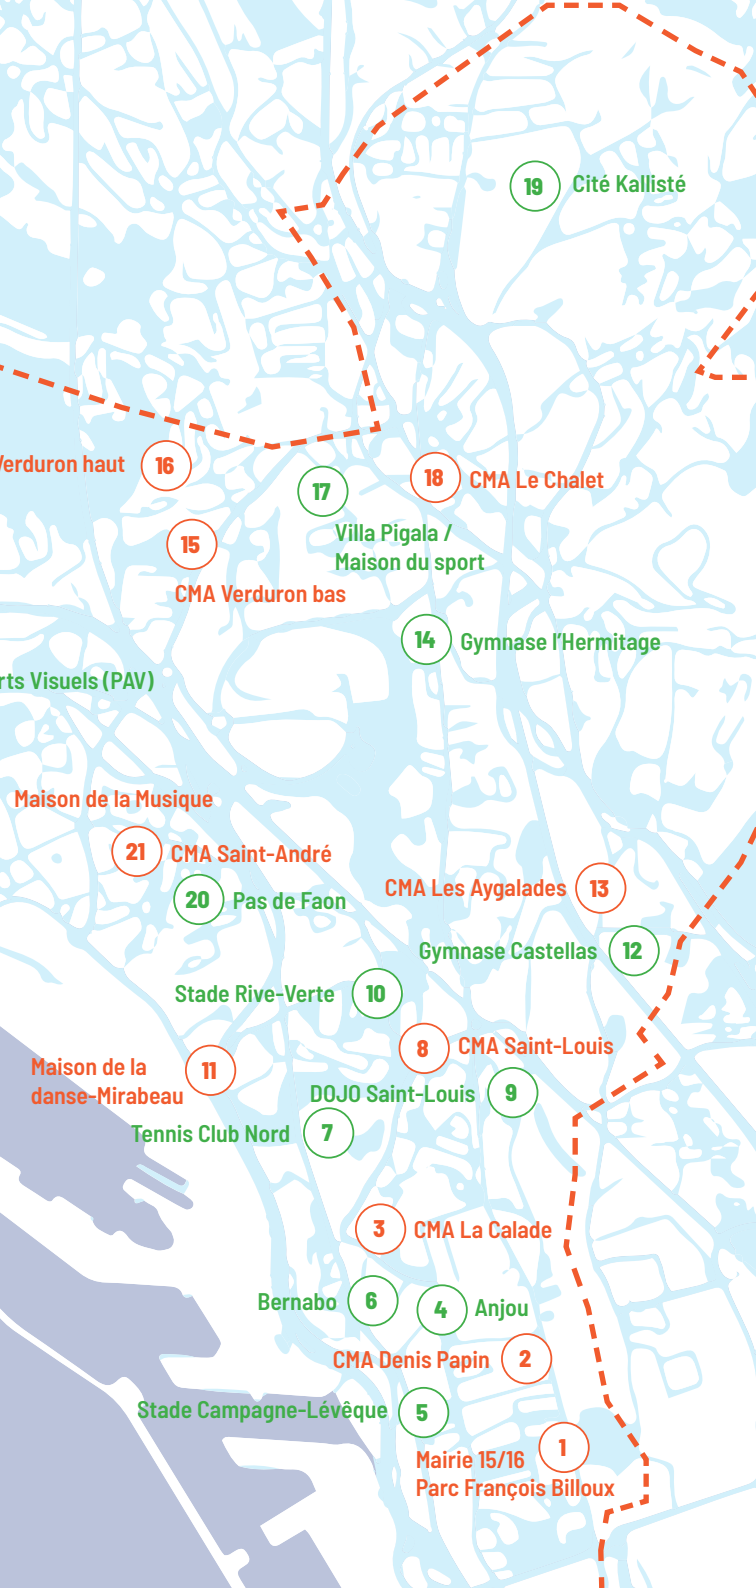 19 Cité Kallisté
Verduron haut 16
17
18 CMA Le Chalet
Villa Pigala /
Maison du sport
15
CMA Verduron bas
14 Gymnase l'Hermitage
rts Visuels (PAV)
Maison de la Musique
21 CMA Saint-André
CMA Les Aygalades 13
20 Pas de Faon
Gymnase Castellas 12
Stade Rive-Verte 10
8 CMA Saint-Louis
Maison de la
danse-Mirabeau
11
DOJO Saint-Louis 9
Tennis Club Nord 7
3 CMA La Calade
Bernabo 6
4 Anjou
CMA Denis Papin 2
Stade Campagne-Lévêque 5
1
Mairie 15/16
Parc François Billoux